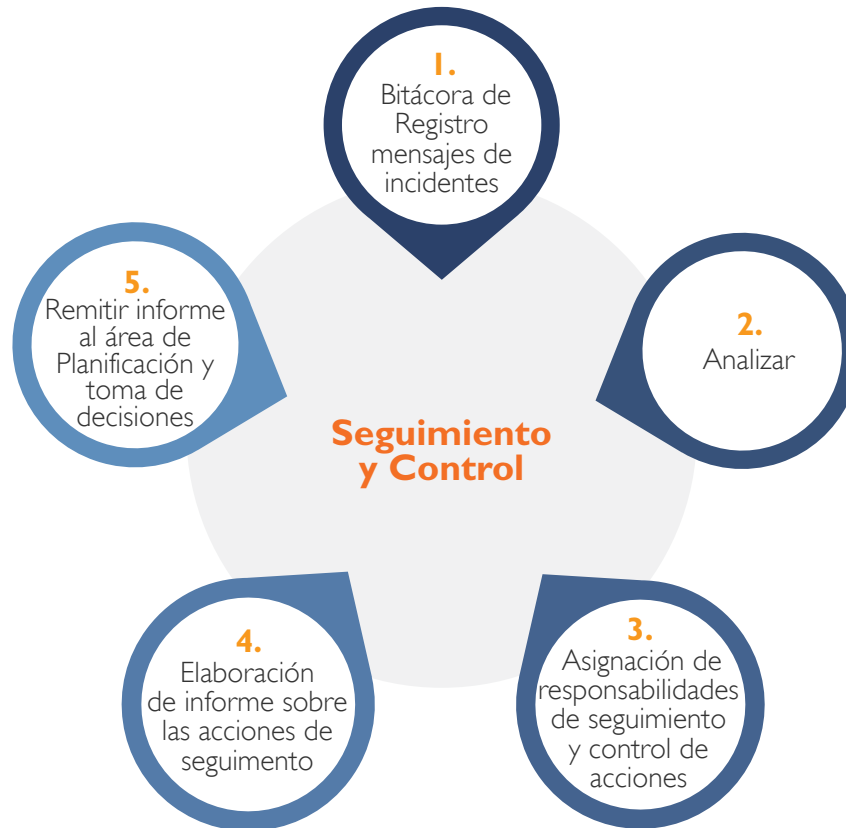 1.
Bitácora de
Registro
mensajes de
incidentes
2.
Analizar
3.
Asignación de
responsabilidades
de seguimiento
y control de
acciones
4.
Elaboración
de informe sobre
las acciones de
seguimento
5.
Remitir informe
al área de
Planificación y
toma de
decisiones
Seguimiento
y Control